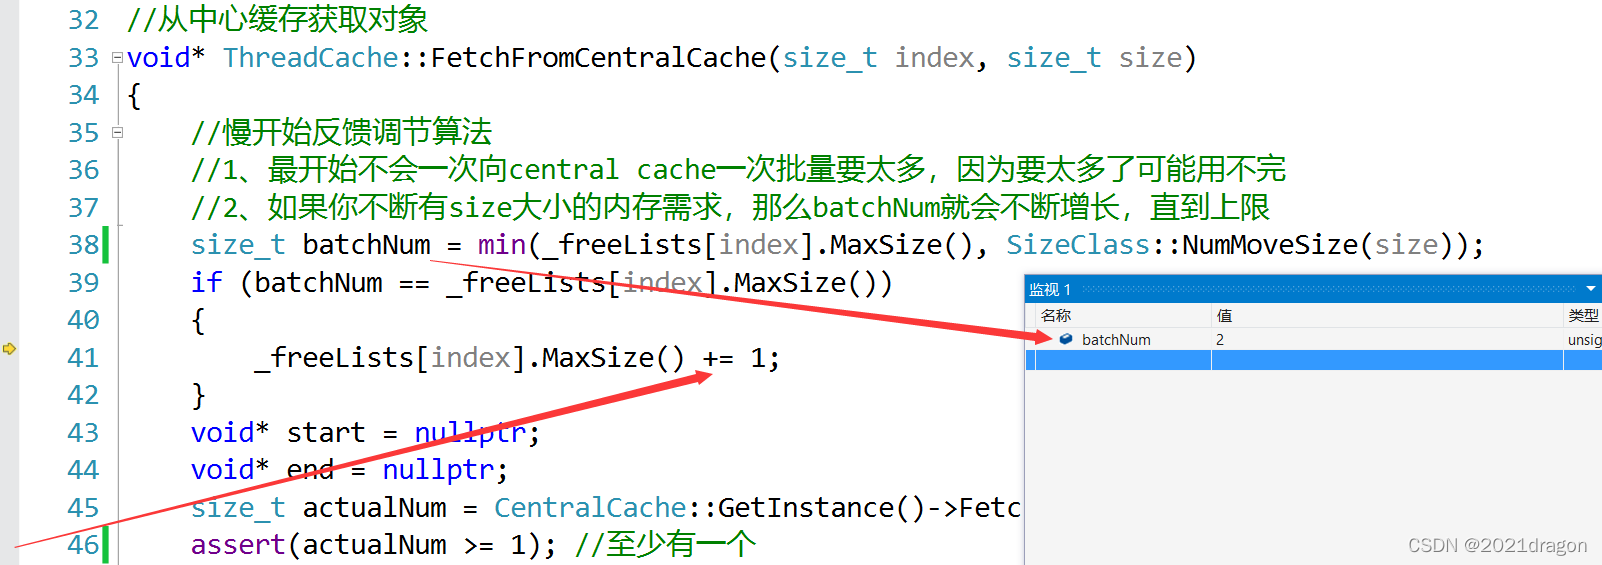 32 //从中心缓存获取对象
33 void* ThreadCache::FetchFromCentralCache(size_t index, size_t size)
34 {
35 //慢开始反馈调节算法
36 //1、最开始不会一次向central cache一次批量要太多，因为要太多了可能用不完
37 //2、如果你不断有size大小的内存需求，那么batchNum就会不断增长，直到上限
38 size_t batchNum = min(_freeLists[index].MaxSize(), SizeClass::NumMoveSize(size));
39 if (batchNum == _freeLists[index].MaxSize())
40 {
41 _freeLists[index].MaxSize() += 1;
42 }
43 void* start = nullptr;
44 void* end = nullptr;
45 size_t actualNum = CentralCache::GetInstance()->Fetc
46 assert(actualNum >= 1); //至少有一个
监视 1
名称 值 类型
batchNum 2 unsig
CSDN @2021dragon